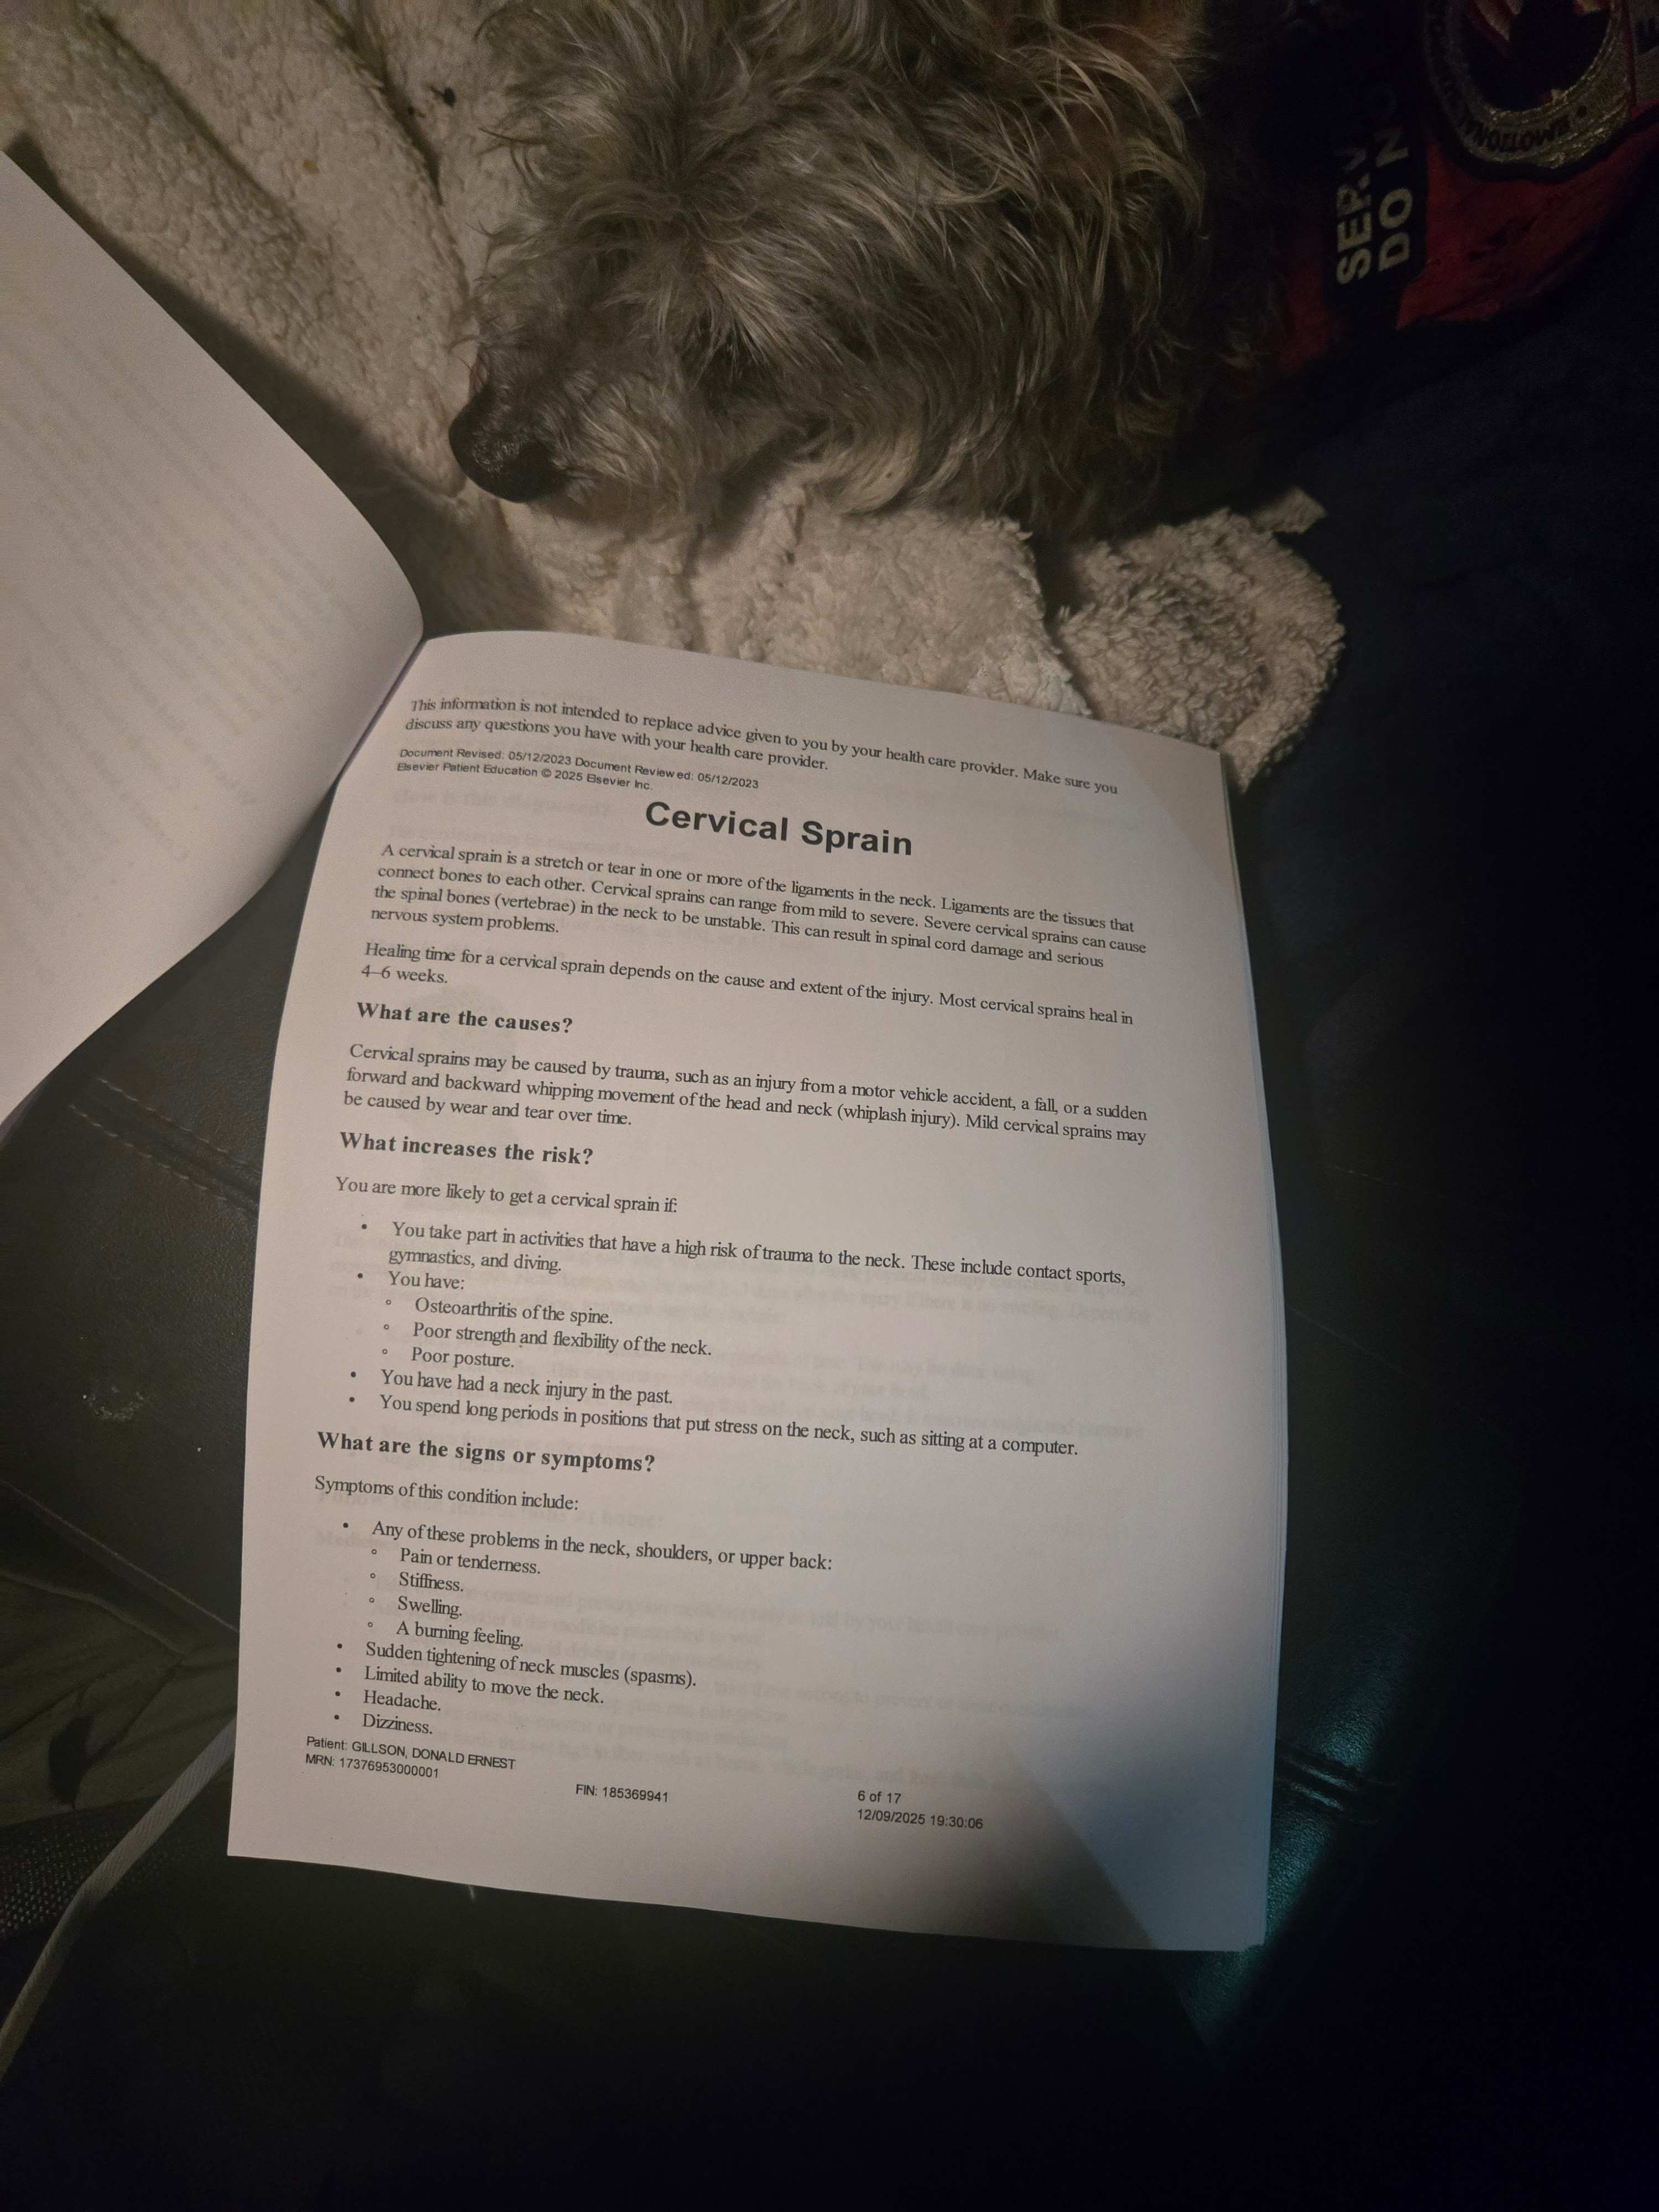 SERV
DO NO
This information is not intended to replace advice given to you by your health care provider. Make sure you
discuss any questions you have with your health care provider.
Document Revised: 05/12/2023 Document Reviewed: 05/12/2023
Elsevier Patient Education © 2025 Elsevier Inc.
Cervical Sprain
A cervical sprain is a stretch or tear in one or more of the ligaments in the neck. Ligaments are the tissues that
connect bones to each other. Cervical sprains can range from mild to severe. Severe cervical sprains can cause
the spinal bones (vertebrae) in the neck to be unstable. This can result in spinal cord damage and serious
nervous system problems.
Healing time for a cervical sprain depends on the cause and extent of the injury. Most cervical sprains heal in
4–6 weeks.
What are the causes?
Cervical sprains may be caused by trauma, such as an injury from a motor vehicle accident, a fall, or a sudden
forward and backward whipping movement of the head and neck (whiplash injury). Mild cervical sprains may
be caused by wear and tear over time.
What increases the risk?
You are more likely to get a cervical sprain if:
• You take part in activities that have a high risk of trauma to the neck. These include contact sports,
gymnastics, and diving.
• You have:
° Osteoarthritis of the spine.
° Poor strength and flexibility of the neck.
° Poor posture.
• You have had a neck injury in the past.
• You spend long periods in positions that put stress on the neck, such as sitting at a computer.
What are the signs or symptoms?
Symptoms of this condition include:
• Any of these problems in the neck, shoulders, or upper back:
° Pain or tenderness.
° Stiffness.
° Swelling.
° A burning feeling.
• Sudden tightening of neck muscles (spasms).
• Limited ability to move the neck.
• Headache.
• Dizziness.
Patient: GILLSON, DONALD ERNEST
MRN: 17376953000001
FIN: 185369941
6 of 17
12/09/2025 19:30:06